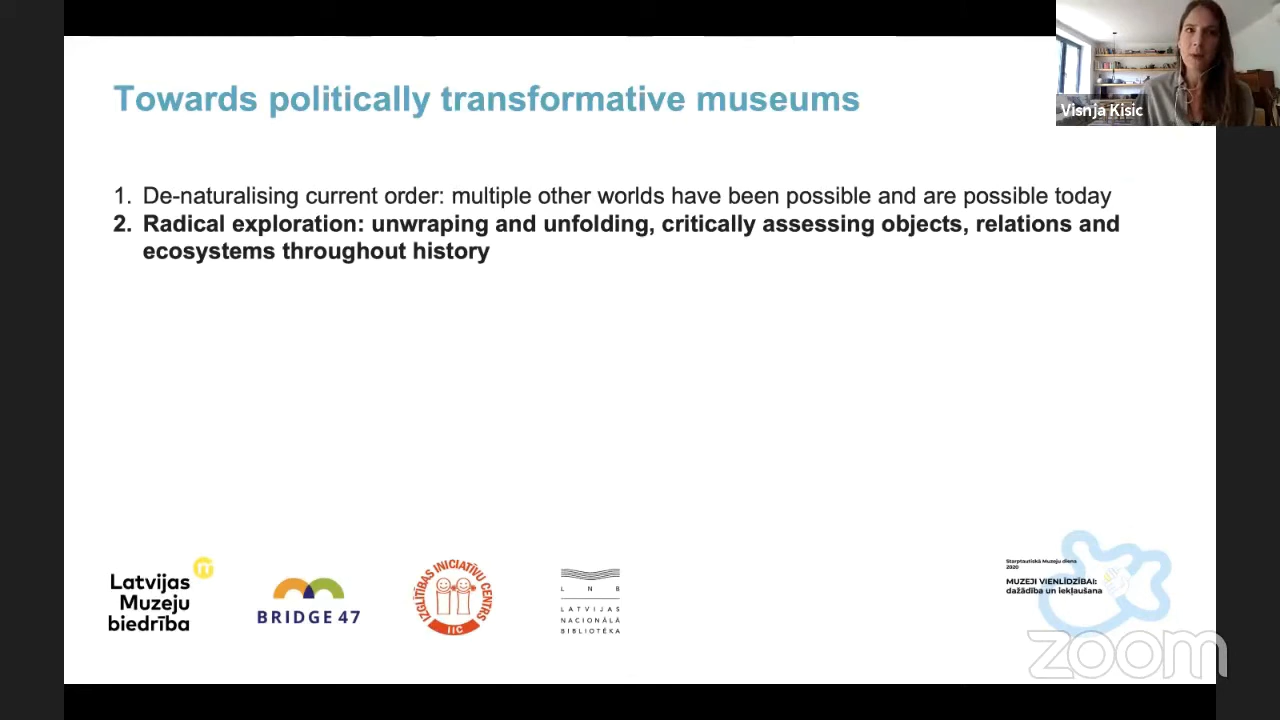 Towards politically transformative museums
Visnja Kisic
1. De-naturalising current order: multiple other worlds have been possible and are possible today
2. Radical exploration: unwraping and unfolding, critically assessing objects, relations and
ecosystems throughout history
Latvijas
Muzeju
biedrība
m
BRIDGE 47
IZGLĪTĪBAS INICIATĪVU CENTRS
IIC
L N B
LATVIJAS
NACIONĀLĀ
BIBLIOTĒKA
Starptautiskā Muzeju diena
2020
MUZEJI VIENLĪDZĪBAI:
dažādība un iekļaušana
zoom